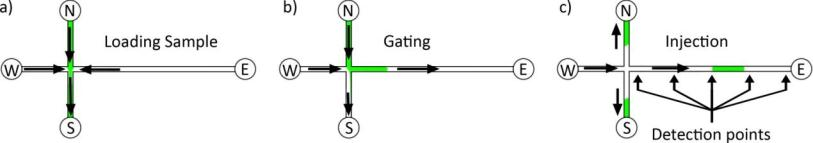 a)
N
Loading Sample
W
E
S
b)
N
Gating
W
E
S
c)
N
Injection
W
E
S
Detection points